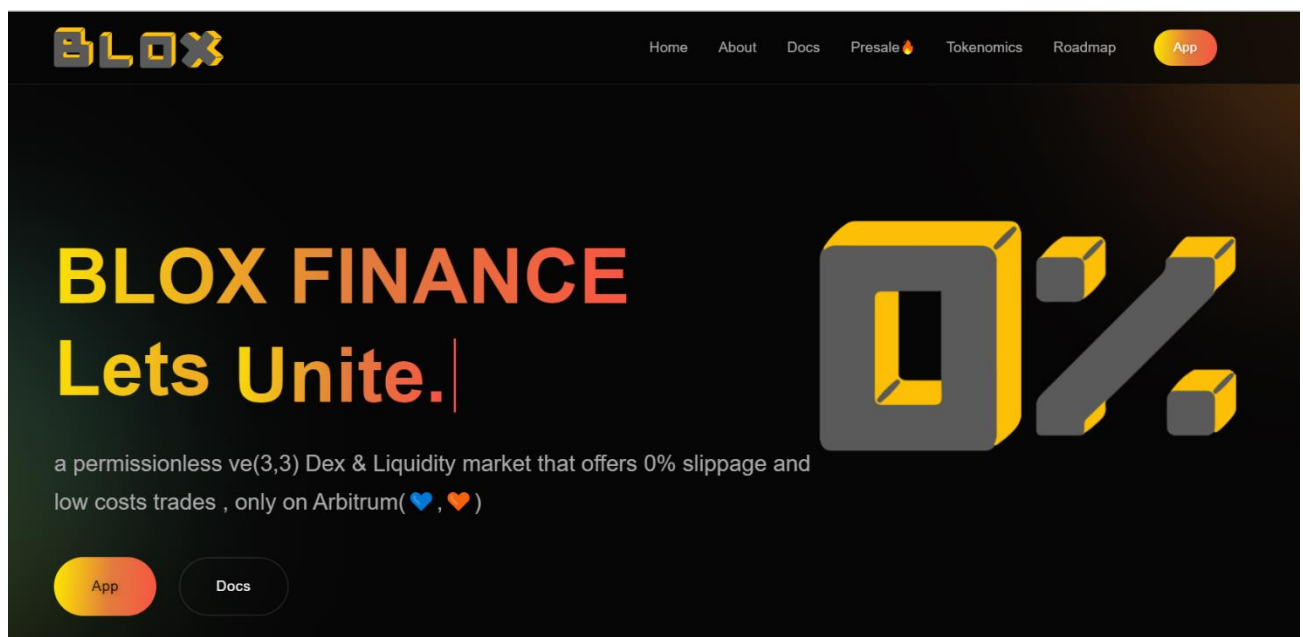 BLOX
Home About Docs Presale🔥 Tokenomics Roadmap App
BLOX FINANCE
Lets Unite.
0%
a permissionless ve(3,3) Dex & Liquidity market that offers 0% slippage and
low costs trades , only on Arbitrum(💙,🧡)
App Docs